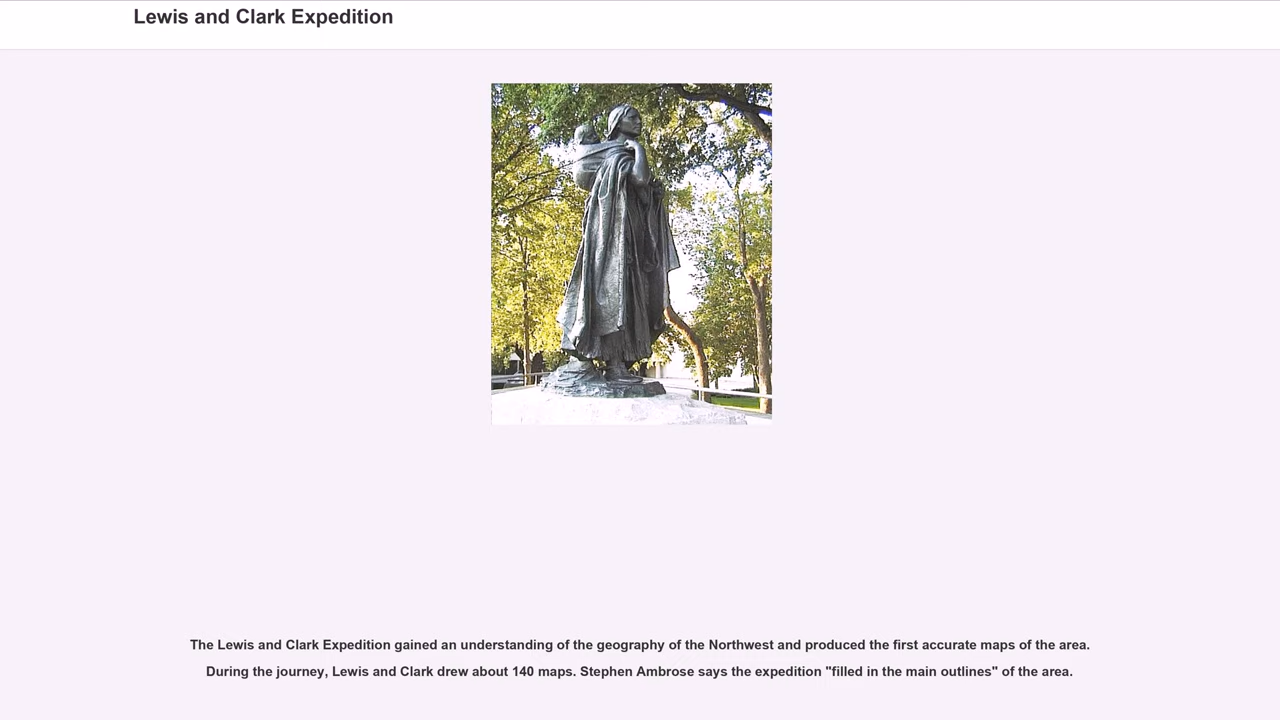 Lewis and Clark Expedition
The Lewis and Clark Expedition gained an understanding of the geography of the Northwest and produced the first accurate maps of the area.
During the journey, Lewis and Clark drew about 140 maps. Stephen Ambrose says the expedition "filled in the main outlines" of the area.